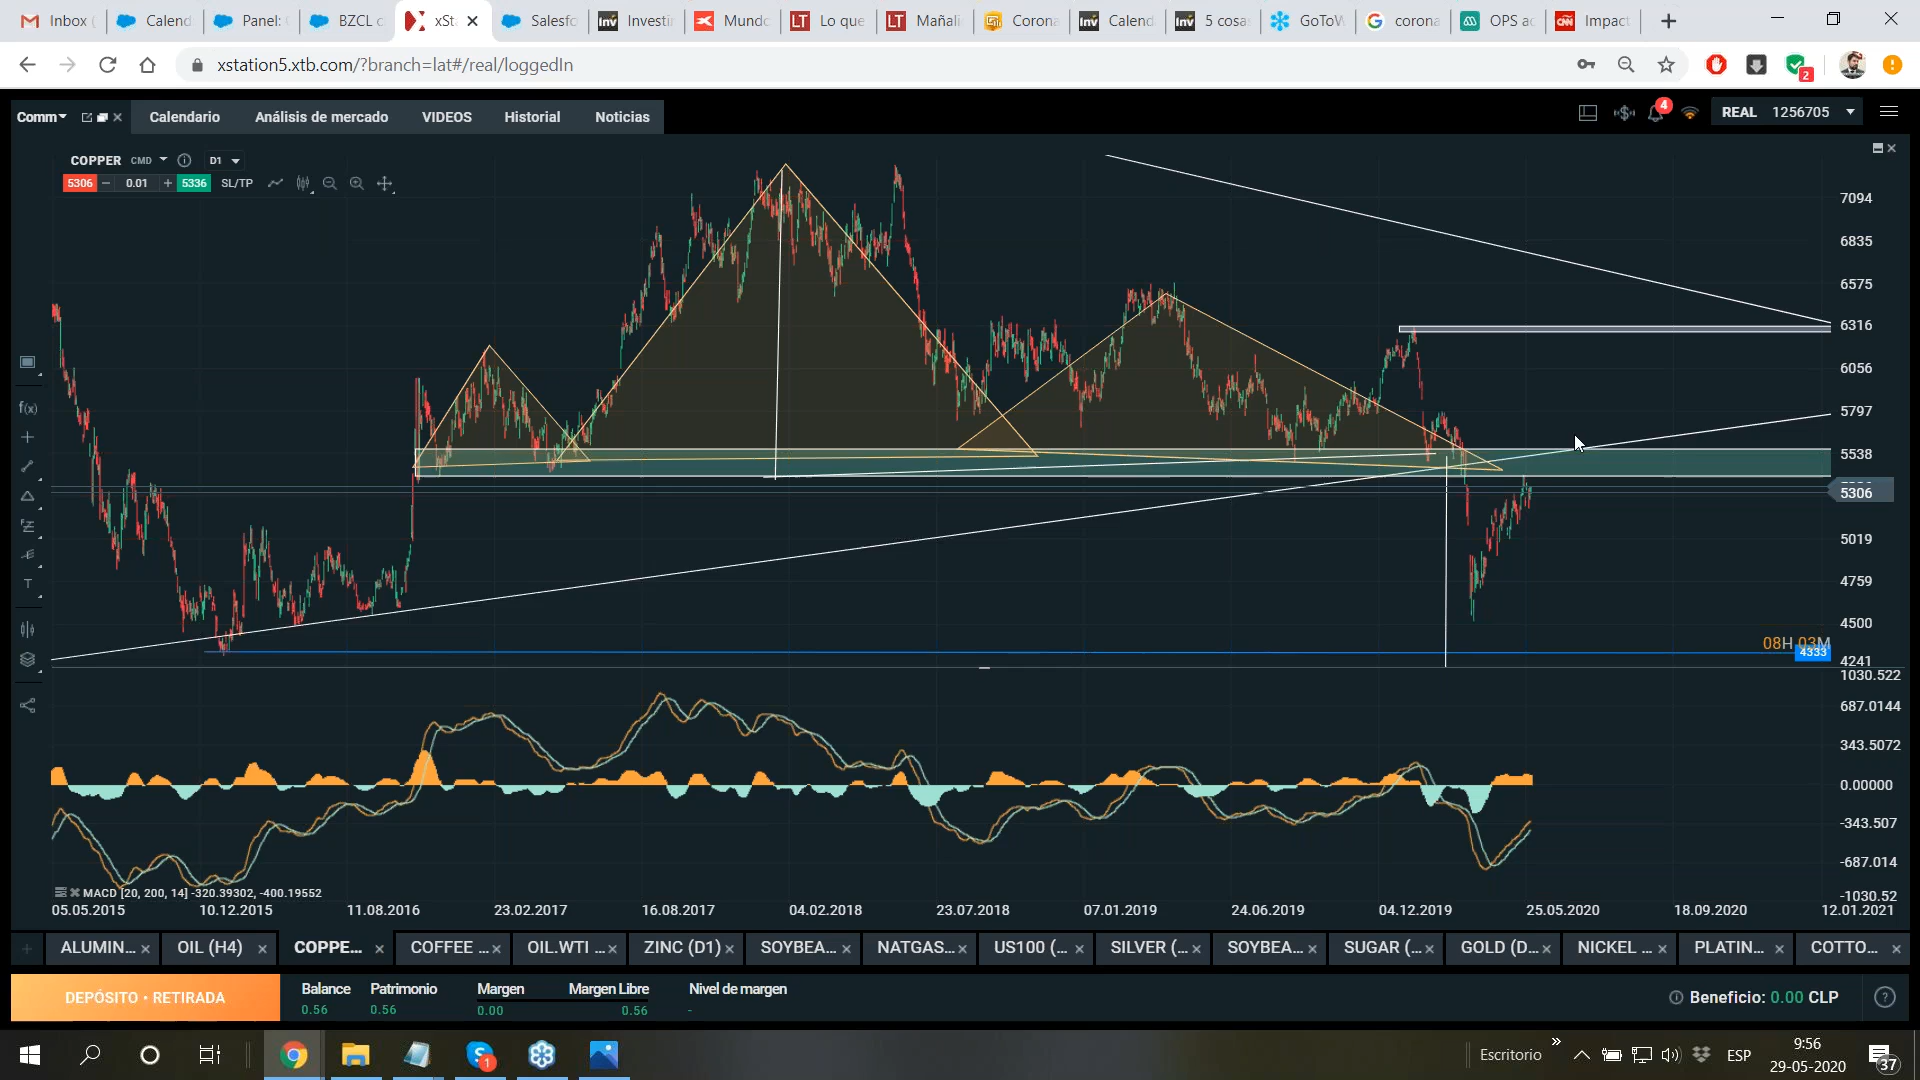 Inbox (
Calend
Panel:
BZCL c
xSta
Salesfo
Investir
Mundo
Lo que
Mañali
Corona
Calend
5 cosa
GoToW
corona
OPS ac
Impact
xstation5.xtb.com/?branch=lat#/real/loggedIn
2
Comm
Calendario
Análisis de mercado
VIDEOS
Historial
Noticias
4
REAL 1256705
COPPER CMD D1
5306 − 0.01 + 5336 SL/TP
7094
6835
6575
6316
6056
5797
5538
5306
5019
4759
4500
08H 03M
4333
4241
f(x)
T
1030.522
687.0144
343.5072
0.00000
-343.507
-687.014
-1030.52
MACD [20, 200, 14] -320.39302, -400.19552
05.05.2015
10.12.2015
11.08.2016
23.02.2017
16.08.2017
04.02.2018
23.07.2018
07.01.2019
24.06.2019
04.12.2019
25.05.2020
18.09.2020
12.01.2021
ALUMIN...
OIL (H4)
COPPE...
COFFEE ...
OIL.WTI ...
ZINC (D1)
SOYBEA...
NATGAS...
US100 (...
SILVER (...
SOYBEA...
SUGAR (...
GOLD (D...
NICKEL ...
PLATIN...
COTTO...
DEPÓSITO • RETIRADA
Balance
Patrimonio
Margen
Margen Libre
Nivel de margen
0.56
0.56
0.00
0.56
-
Beneficio: 0.00 CLP
?
1
Escritorio
»
ESP
9:56
29-05-2020
37